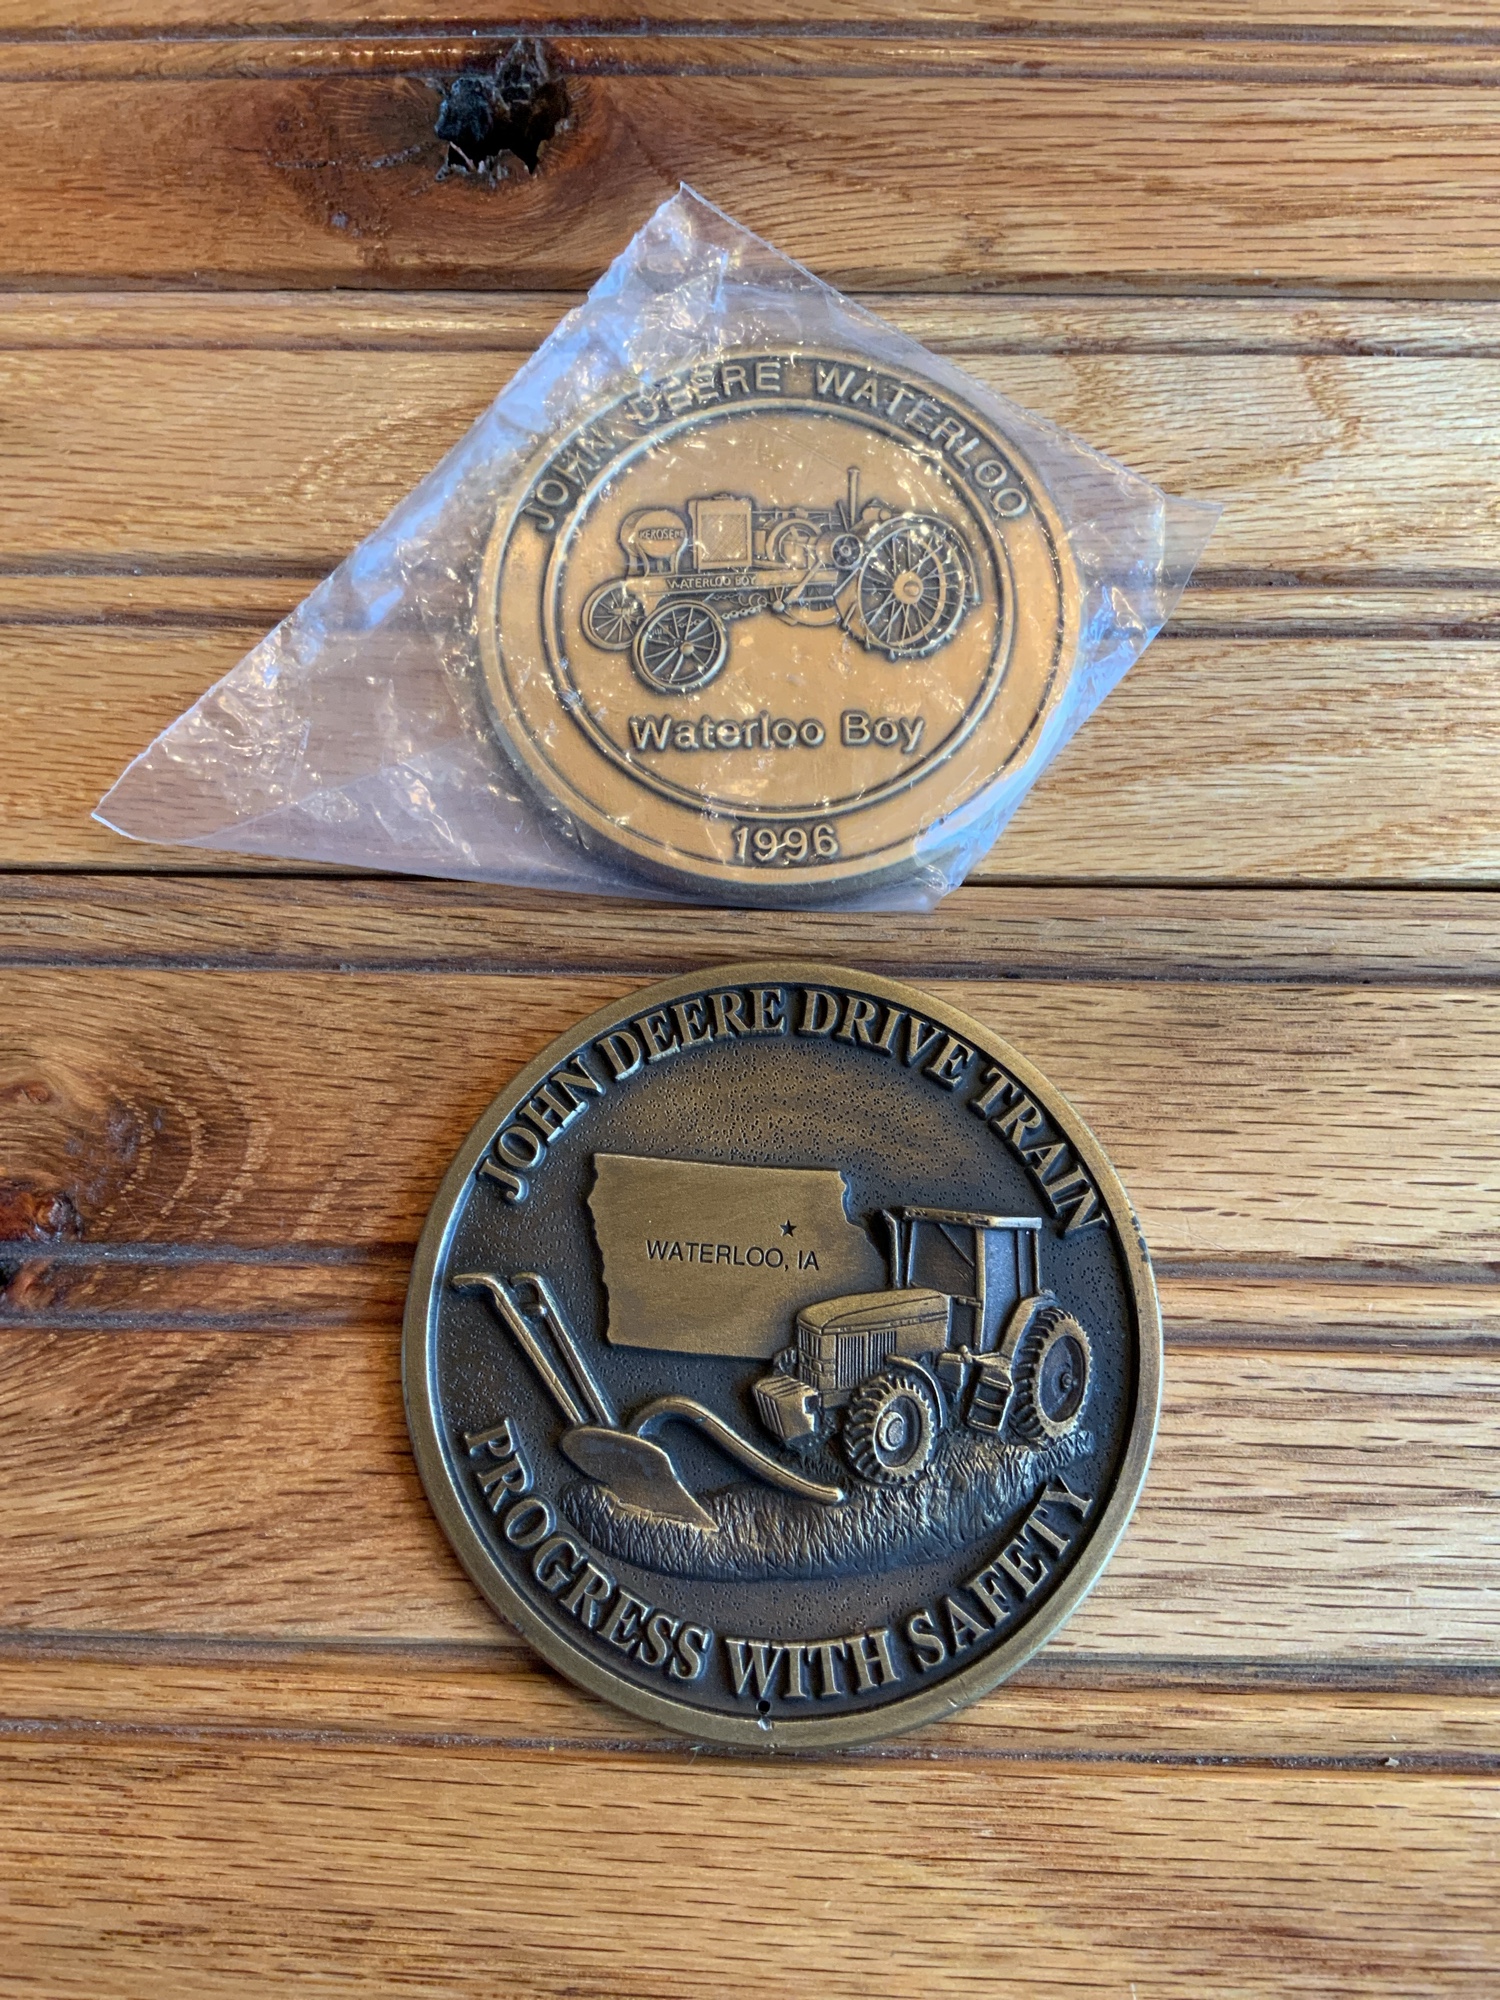 JOHN DEERE WATERLOO
KEROSENE
WATERLOO BOY
Waterloo Boy
1996
JOHN DEERE DRIVE TRAIN
WATERLOO, IA
PROGRESS WITH SAFETY